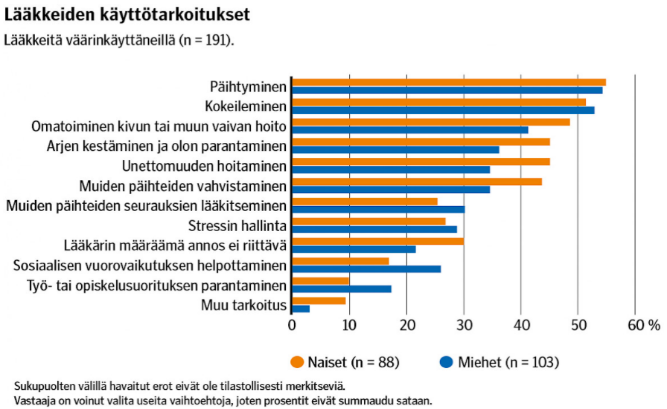 Lääkkeiden käyttötarkoitukset
Lääkkeitä väärinkäyttäneillä (n = 191).
Päihtyminen
Kokeileminen
Omatoiminen kivun tai muun vaivan hoito
Arjen kestäminen ja olon parantaminen
Unettomuuden hoitaminen
Muiden päihteiden vahvistaminen
Muiden päihteiden seurauksien lääkitseminen
Stressin hallinta
Lääkärin määräämä annos ei riittävä
Sosiaalisen vuorovaikutuksen helpottaminen
Työ- tai opiskelusuorituksen parantaminen
Muu tarkoitus
0 10 20 30 40 50 60 %
Naiset (n = 88) Miehet (n = 103)
Sukupuolten välillä havaitut erot eivät ole tilastollisesti merkitseviä.
Vastaaja on voinut valita useita vaihtoehtoja, joten prosentit eivät summaudu sataan.